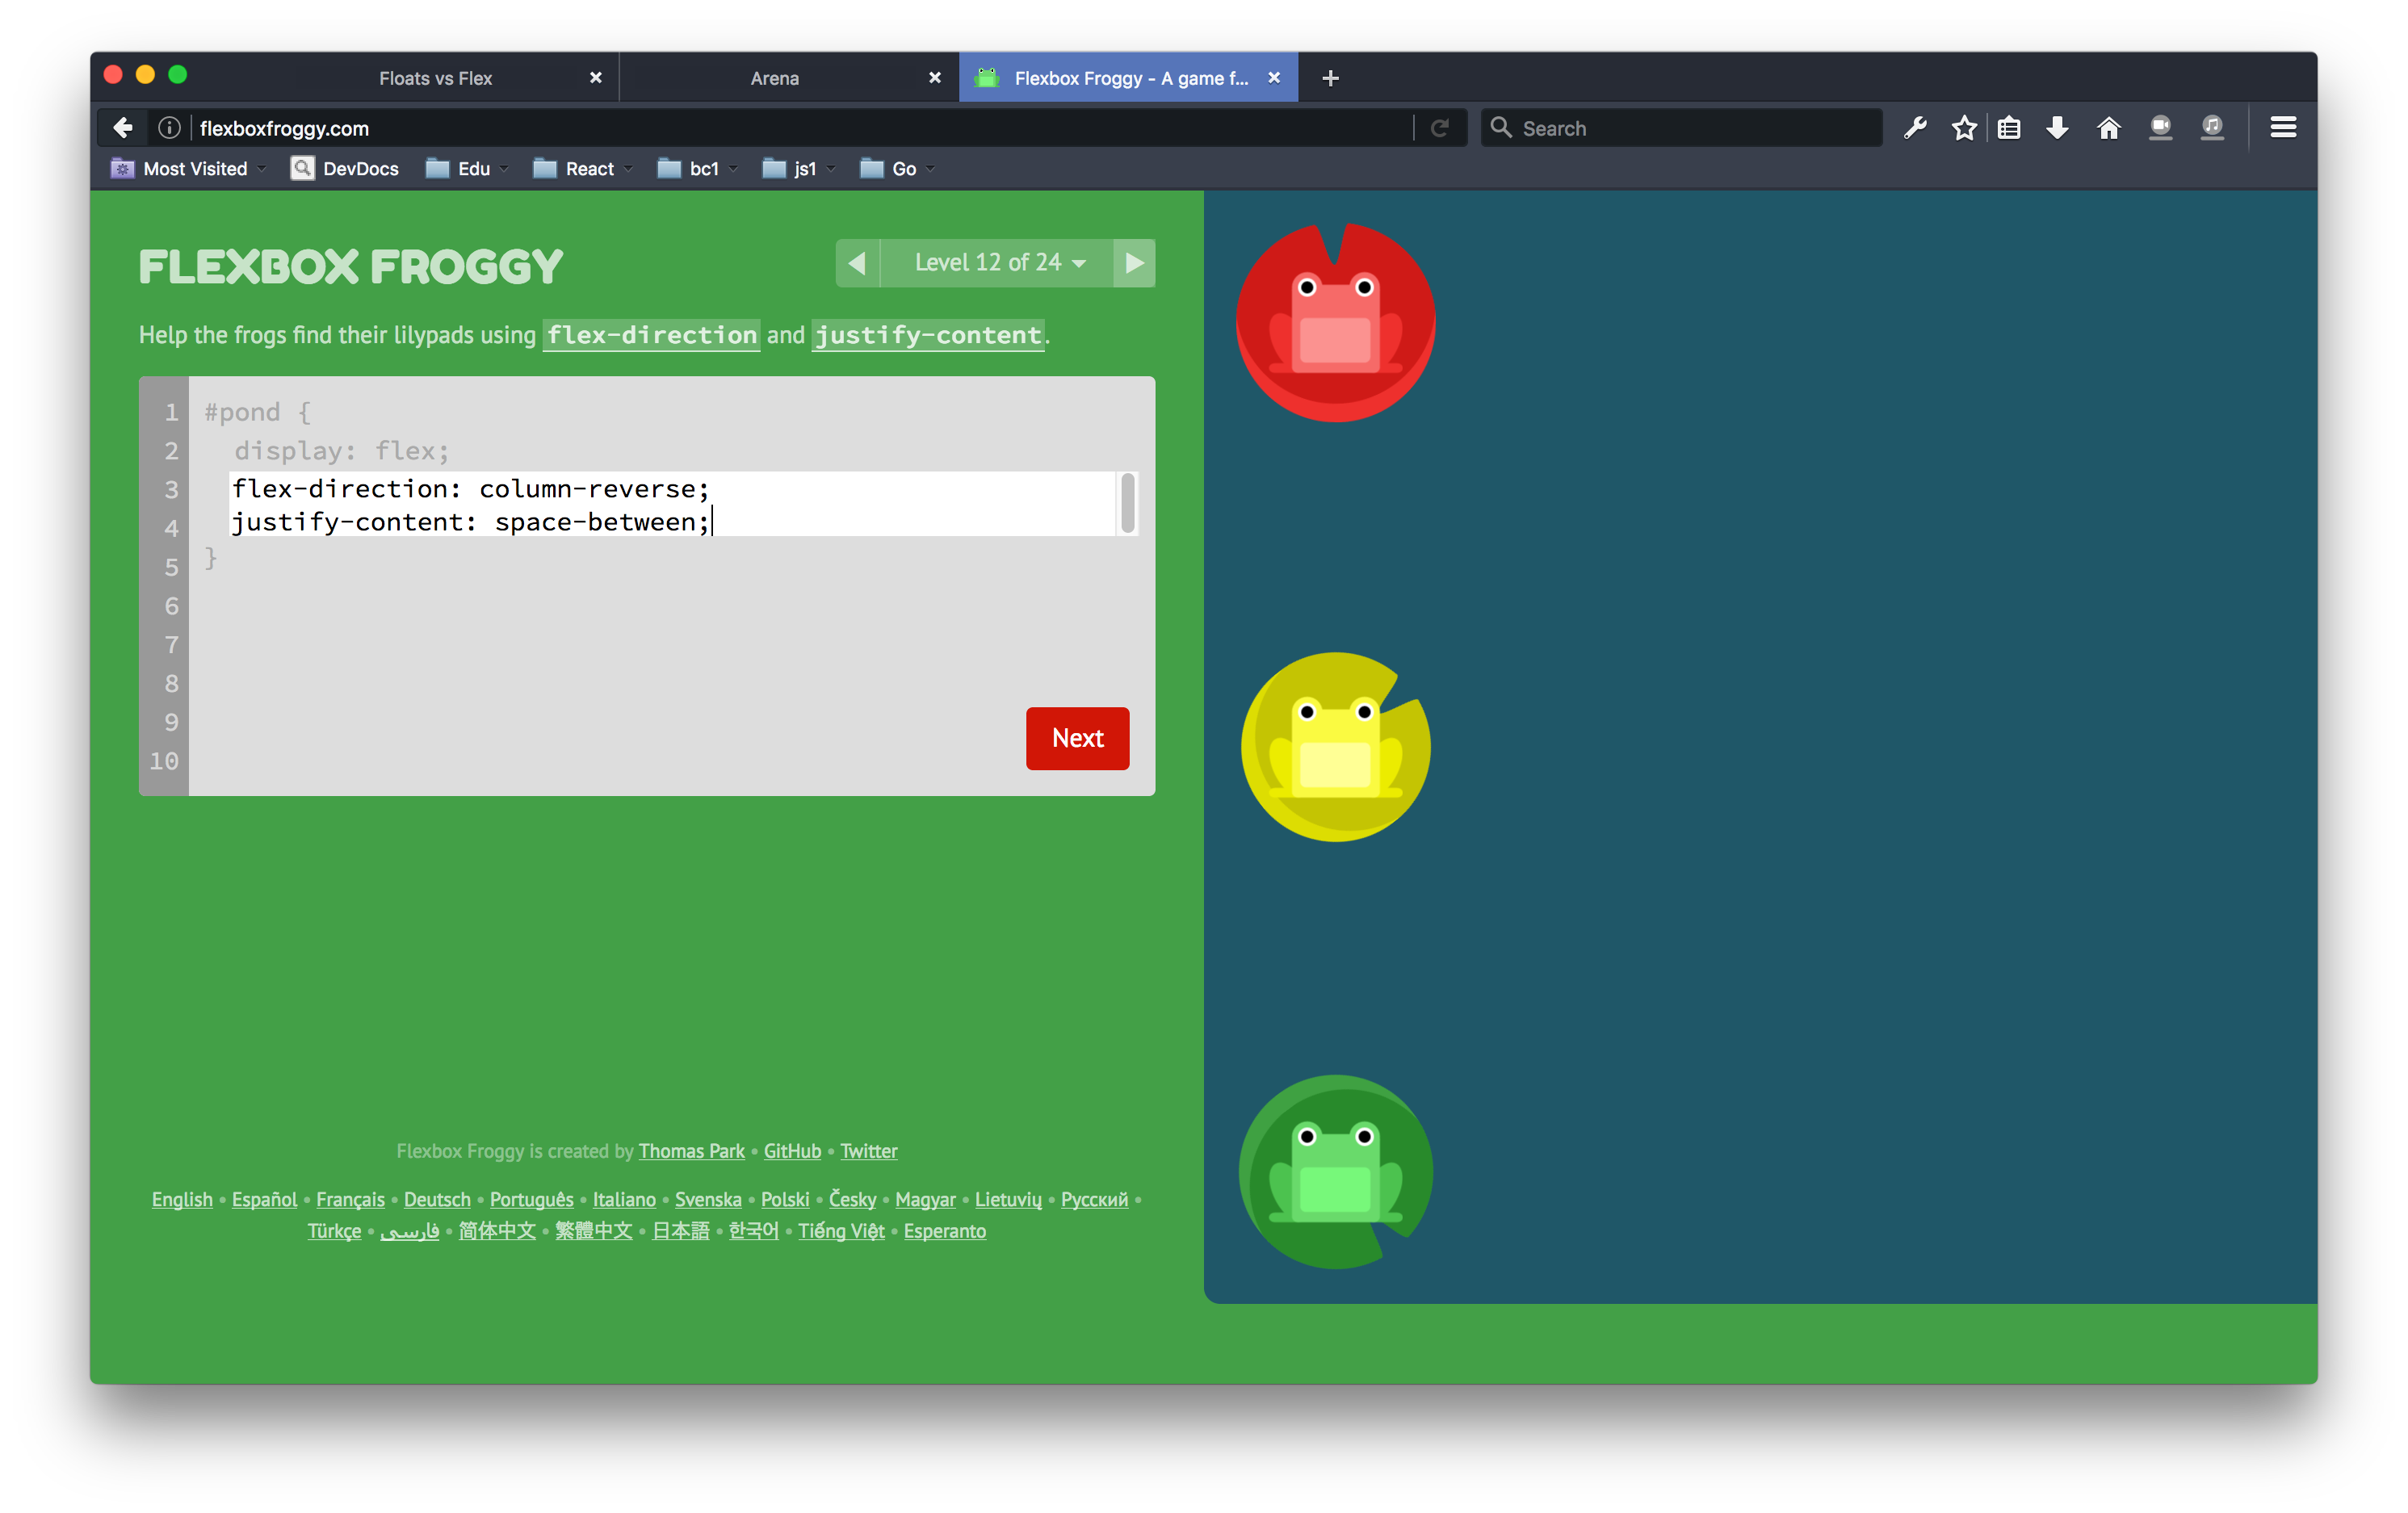 Floats vs Flex
Arena
Flexbox Froggy - A game f...
flexboxfroggy.com
Search
Most Visited
DevDocs
Edu
React
bc1
js1
Go
FLEXBOX FROGGY
Level 12 of 24
Help the frogs find their lilypads using flex-direction and justify-content.
1 #pond {
2 display: flex;
3 flex-direction: column-reverse;
4 justify-content: space-between;
5 }
6
7
8
9
10
Next
Flexbox Froggy is created by Thomas Park • GitHub • Twitter
English • Español • Français • Deutsch • Português • Italiano • Svenska • Polski • Česky • Magyar • Lietuvių • Русский •
Türkçe • فارسی • 简体中文 • 繁體中文 • 日本語 • 한국어 • Tiếng Việt • Esperanto